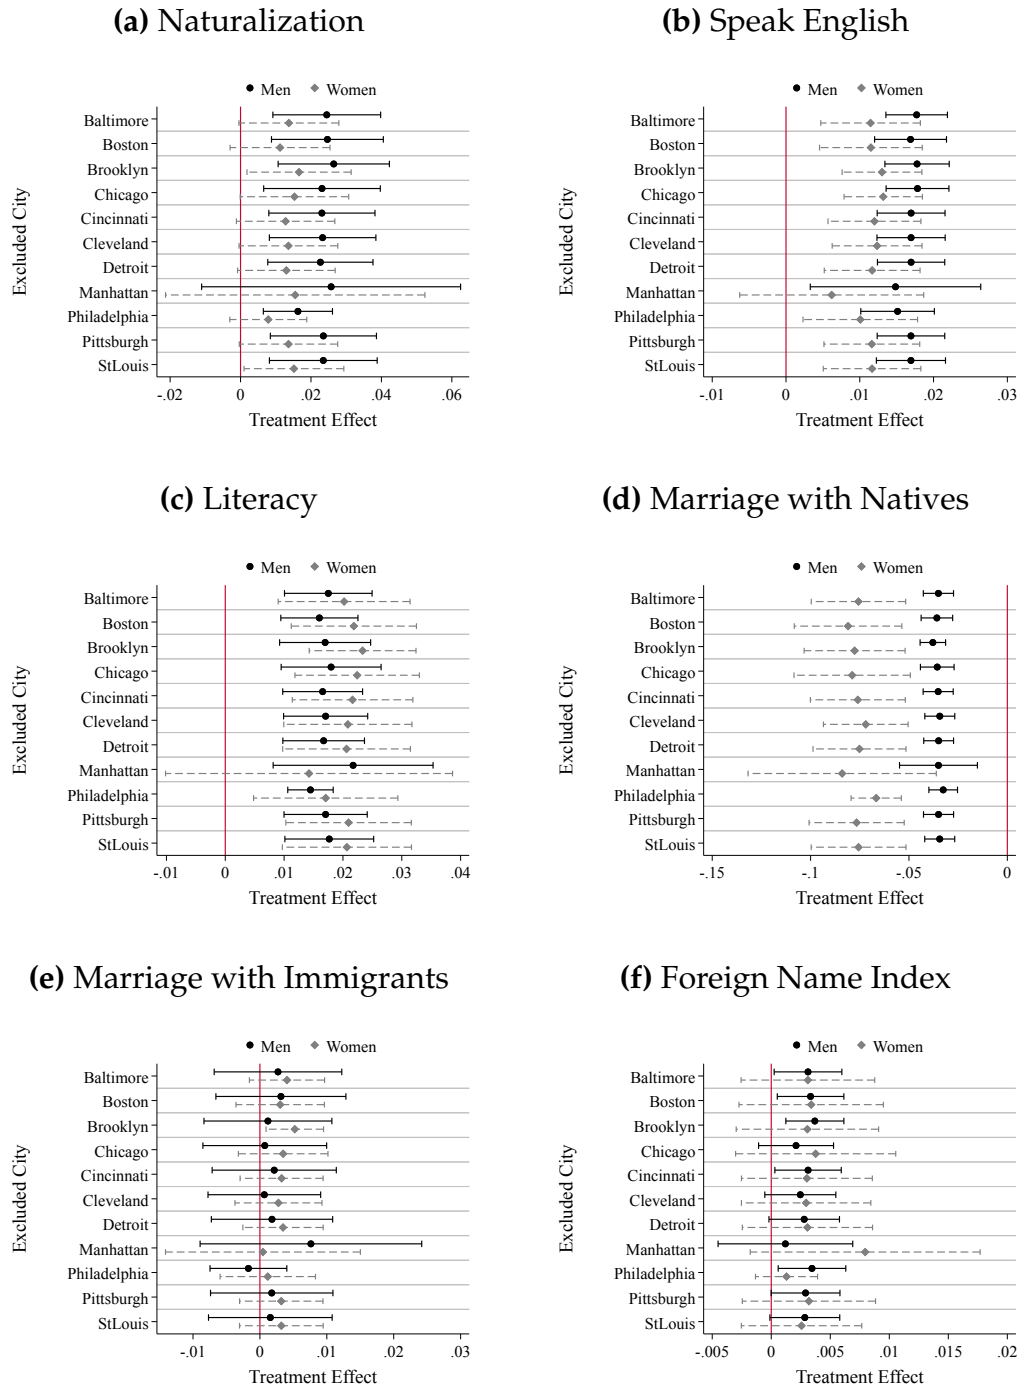 (a) Naturalization
Men Women
Excluded City
Baltimore
Boston
Brooklyn
Chicago
Cincinnati
Cleveland
Detroit
Manhattan
Philadelphia
Pittsburgh
StLouis
-.02 0 .02 .04 .06
Treatment Effect
(b) Speak English
Men Women
Excluded City
Baltimore
Boston
Brooklyn
Chicago
Cincinnati
Cleveland
Detroit
Manhattan
Philadelphia
Pittsburgh
StLouis
-.01 0 .01 .02 .03
Treatment Effect
(c) Literacy
Men Women
Excluded City
Baltimore
Boston
Brooklyn
Chicago
Cincinnati
Cleveland
Detroit
Manhattan
Philadelphia
Pittsburgh
StLouis
-.01 0 .01 .02 .03 .04
Treatment Effect
(d) Marriage with Natives
Men Women
Excluded City
Baltimore
Boston
Brooklyn
Chicago
Cincinnati
Cleveland
Detroit
Manhattan
Philadelphia
Pittsburgh
StLouis
-.15 -.1 -.05 0
Treatment Effect
(e) Marriage with Immigrants
Men Women
Excluded City
Baltimore
Boston
Brooklyn
Chicago
Cincinnati
Cleveland
Detroit
Manhattan
Philadelphia
Pittsburgh
StLouis
-.01 0 .01 .02 .03
Treatment Effect
(f) Foreign Name Index
Men Women
Excluded City
Baltimore
Boston
Brooklyn
Chicago
Cincinnati
Cleveland
Detroit
Manhattan
Philadelphia
Pittsburgh
StLouis
-.005 0 .005 .01 .015 .02
Treatment Effect